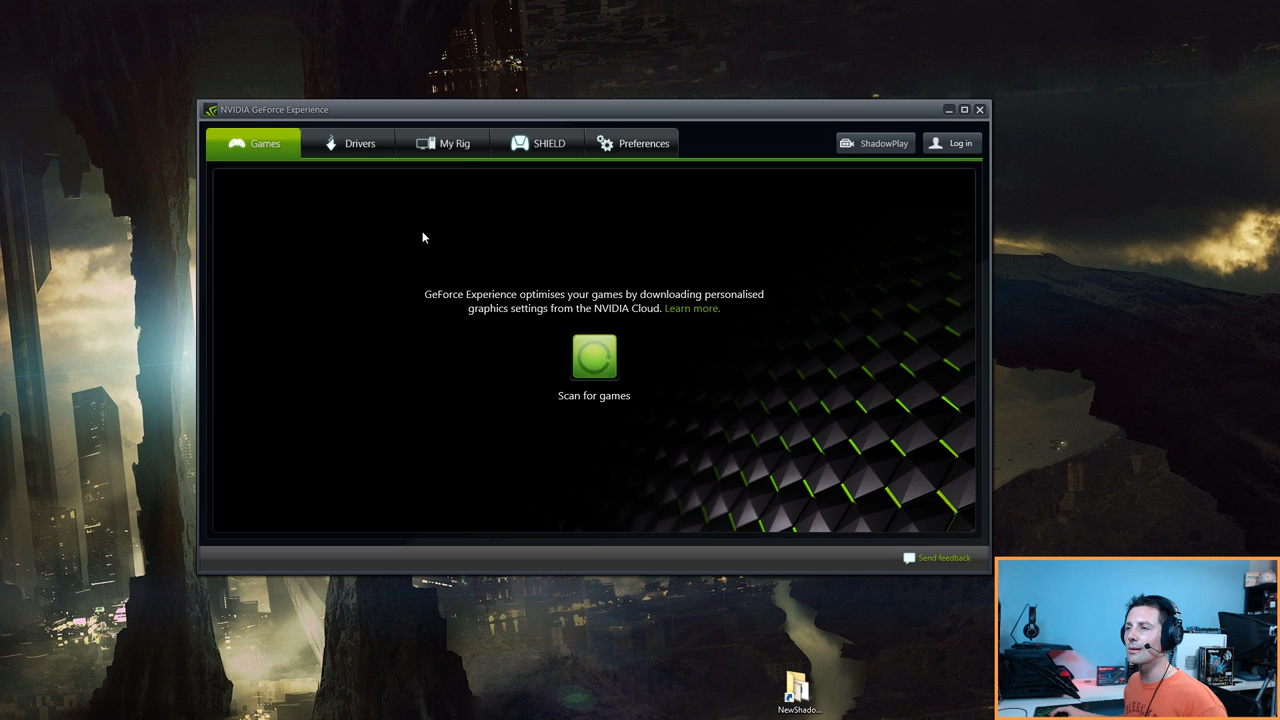 NVIDIA GeForce Experience
Games
Drivers
My Rig
SHIELD
Preferences
ShadowPlay
Log in
GeForce Experience optimises your games by downloading personalised
graphics settings from the NVIDIA Cloud. Learn more.
Scan for games
Send feedback
NewShado...